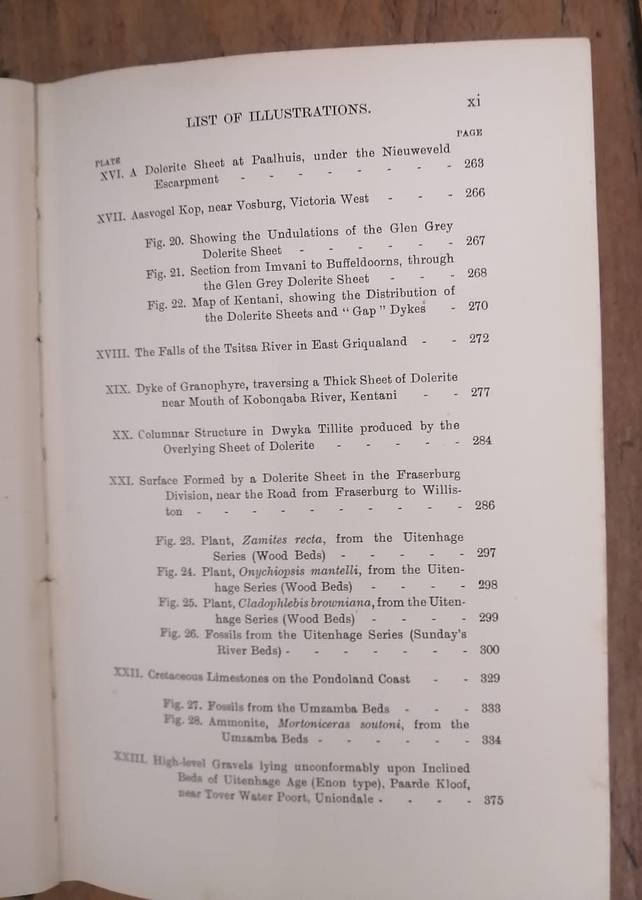 xi
LIST OF ILLUSTRATIONS.
PAGE
PLATE
XVI. A Dolerite Sheet at Paalhuis, under the Nieuweveld
Escarpment - - - - - - - - 263
XVII. Aasvogel Kop, near Vosburg, Victoria West - - - 266
Fig. 20. Showing the Undulations of the Glen Grey
Dolerite Sheet - - - - - - 267
Fig. 21. Section from Imvani to Buffeldoorns, through
the Glen Grey Dolerite Sheet - - - 268
Fig. 22. Map of Kentani, showing the Distribution of
the Dolerite Sheets and "Gap" Dykes - 270
XVIII. The Falls of the Tsitsa River in East Griqualand - - 272
XIX. Dyke of Granophyre, traversing a Thick Sheet of Dolerite
near Mouth of Kobonqaba River, Kentani - - 277
XX. Columnar Structure in Dwyka Tillite produced by the
Overlying Sheet of Dolerite - - - - - 284
XXI. Surface Formed by a Dolerite Sheet in the Fraserburg
Division, near the Road from Fraserburg to Willis-
ton - - - - - - - - - - 286
Fig. 23. Plant, Zamites recta, from the Uitenhage
Series (Wood Beds) - - - - - 297
Fig. 24. Plant, Onychiopsis mantelli, from the Uiten-
hage Series (Wood Beds) - - - - 298
Fig. 25. Plant, Cladophlebis browniana, from the Uiten-
hage Series (Wood Beds) - - - - 299
Fig. 26. Fossils from the Uitenhage Series (Sunday's
River Beds) - - - - - - - 300
XXII. Cretaceous Limestones on the Pondoland Coast - - 329
Fig. 27. Fossils from the Umzamba Beds - - - 333
Fig. 28. Ammonite, Mortoniceras soutoni, from the
Umzamba Beds - - - - - - 334
XXIII. High-level Gravels lying unconformably upon Inclined
Beds of Uitenhage Age (Enon type), Paarde Kloof,
near Tover Water Poort, Uniondale - - - - 375